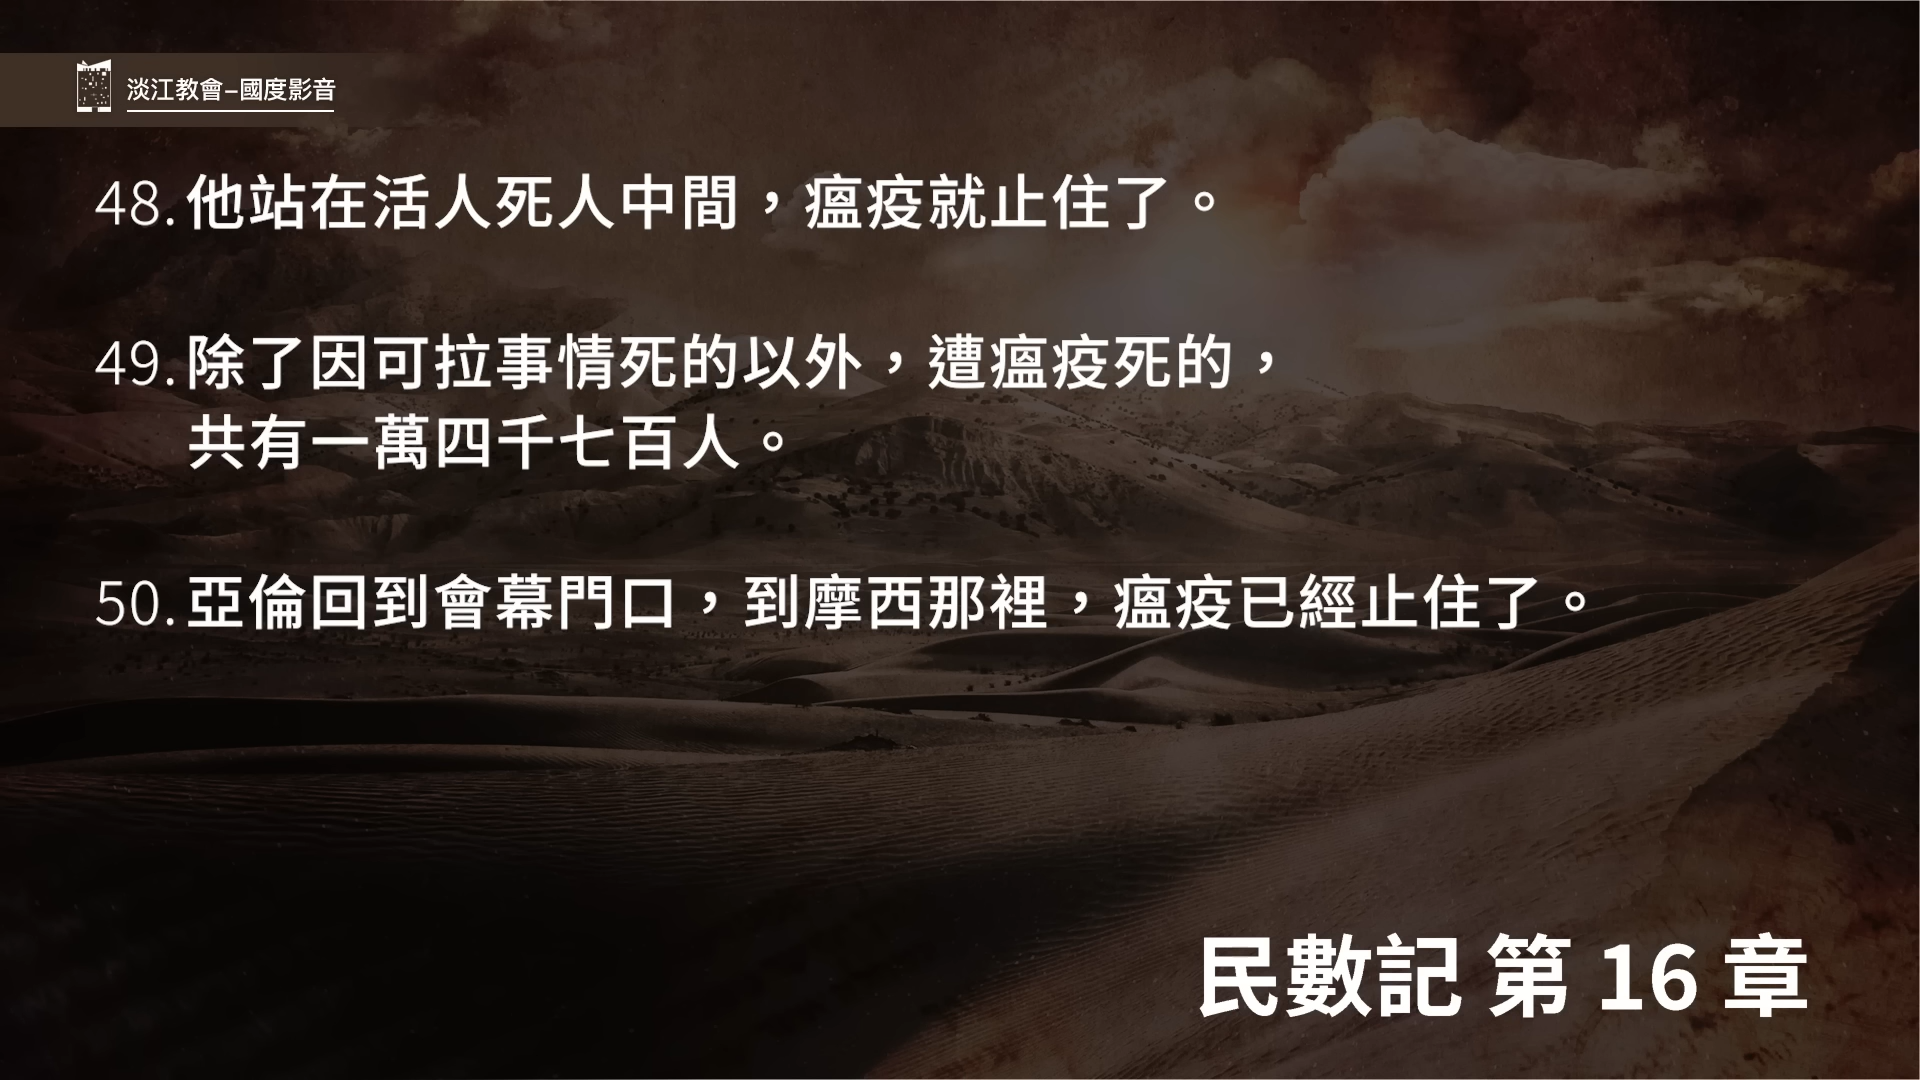 淡江教會–國度影音
48.他站在活人死人中間，瘟疫就止住了。
49.除了因可拉事情死的以外，遭瘟疫死的，
共有一萬四千七百人。
50.亞倫回到會幕門口，到摩西那裡，瘟疫已經止住了。
民數記 第 16 章